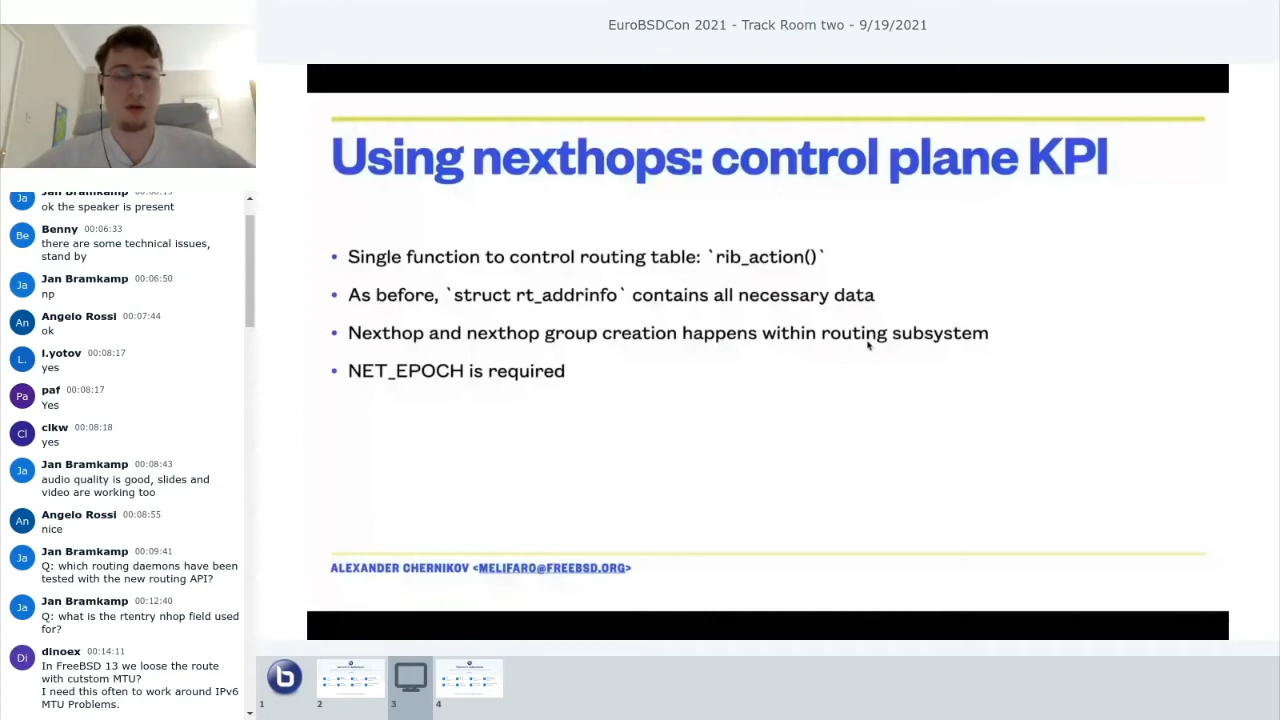 EuroBSDCon 2021 - Track Room two - 9/19/2021
Using nexthops: control plane KPI
• Single function to control routing table: `rib_action()`
• As before, `struct rt_addrinfo` contains all necessary data
• Nexthop and nexthop group creation happens within routing subsystem
• NET_EPOCH is required
ALEXANDER CHERNIKOV <MELIFARO@FREEBSD.ORG>
Ja
Jan Bramkamp
ok the speaker is present
Be
Benny 00:06:33
there are some technical issues,
stand by
Ja
Jan Bramkamp 00:06:50
np
An
Angelo Rossi 00:07:44
ok
L.
l.yotov 00:08:17
yes
Pa
paf 00:08:17
Yes
Cl
clkw 00:08:18
yes
Ja
Jan Bramkamp 00:08:43
audio quality is good, slides and
video are working too
An
Angelo Rossi 00:08:55
nice
Ja
Jan Bramkamp 00:09:41
Q: which routing daemons have been
tested with the new routing API?
Ja
Jan Bramkamp 00:12:40
Q: what is the rtentry nhop field used
for?
Di
dinoex 00:14:11
In FreeBSD 13 we loose the route
with cutstom MTU?
I need this often to work around IPv6
MTU Problems.
b
1
2
3
4